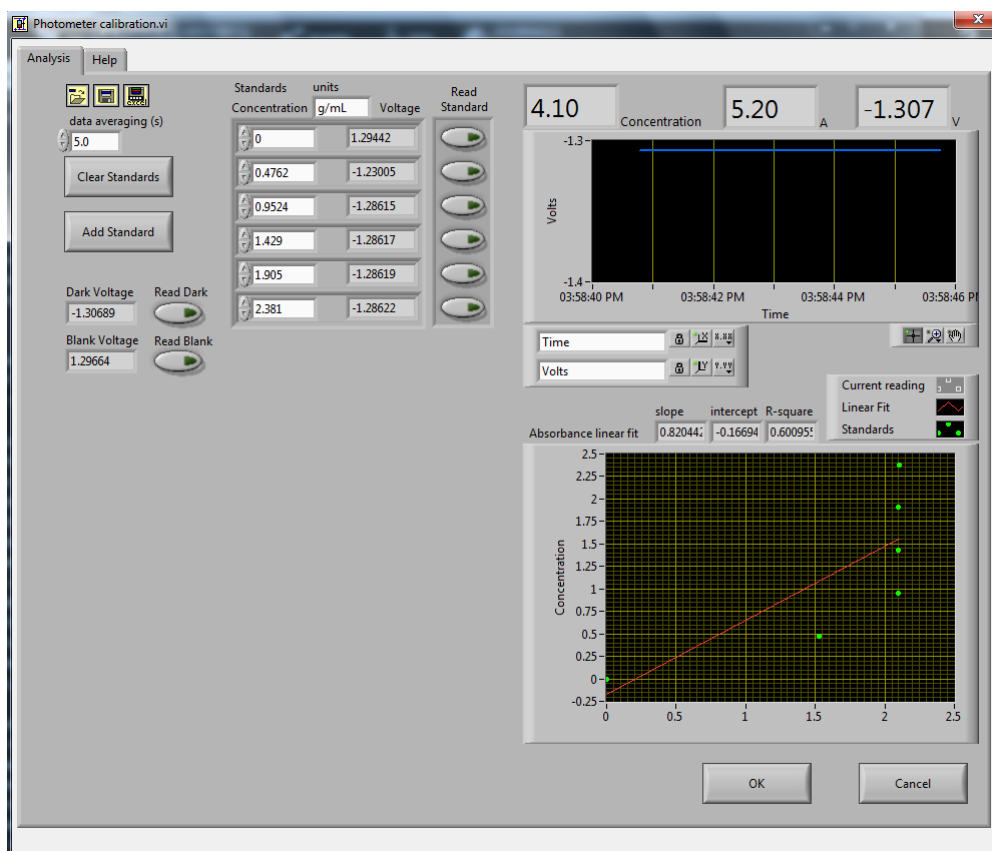 Photometer calibration.vi
Analysis Help
data averaging (s)
5.0
Clear Standards
Add Standard
Dark Voltage Read Dark
-1.30689
Blank Voltage Read Blank
1.29664
Standards units Read
Concentration g/mL Voltage Standard
0 1.29442
0.4762 -1.23005
0.9524 -1.28615
1.429 -1.28617
1.905 -1.28619
2.381 -1.28622
4.10 Concentration 5.20 A -1.307 V
-1.3
Volts
-1.4
03:58:40 PM 03:58:42 PM 03:58:44 PM 03:58:46 P
Time
Time
Volts
Current reading
Linear Fit
Standards
slope intercept R-square
Absorbance linear fit 0.820442 -0.16694 0.60095
2.5
2.25
2
1.75
1.5
1.25
1
0.75
0.5
0.25
0
-0.25
Concentration
0 0.5 1 1.5 2 2.5
OK Cancel